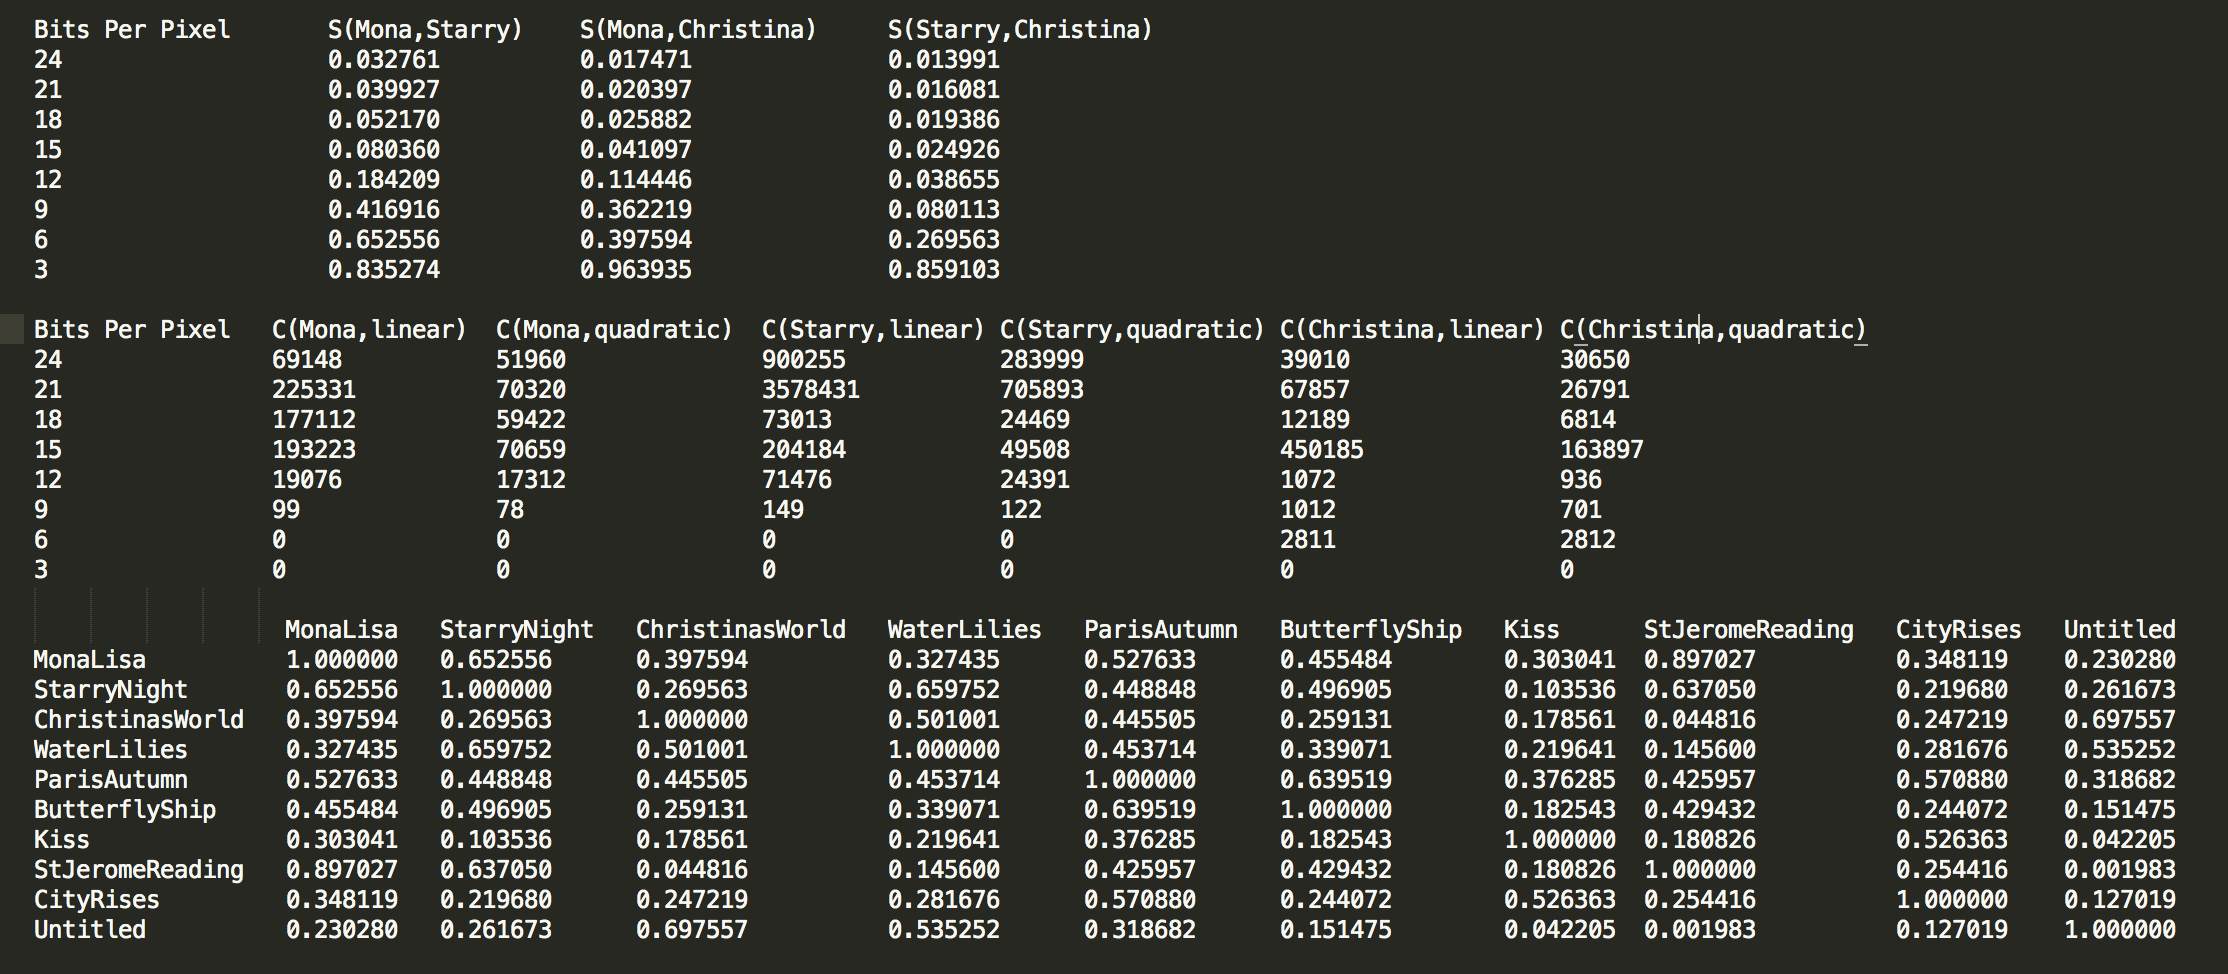 Bits Per Pixel S(Mona,Starry) S(Mona,Christina) S(Starry,Christina)
24 0.032761 0.017471 0.013991
21 0.039927 0.020397 0.016081
18 0.052170 0.025882 0.019386
15 0.080360 0.041097 0.024926
12 0.184209 0.114446 0.038655
9 0.416916 0.362219 0.080113
6 0.652556 0.397594 0.269563
3 0.835274 0.963935 0.859103
Bits Per Pixel C(Mona,linear) C(Mona,quadratic) C(Starry,linear) C(Starry,quadratic) C(Christina,linear) C(Christina,quadratic)
24 69148 51960 900255 283999 39010 30650
21 225331 70320 3578431 705893 67857 26791
18 177112 59422 73013 24469 12189 6814
15 193223 70659 204184 49508 450185 163897
12 19076 17312 71476 24391 1072 936
9 99 78 149 122 1012 701
6 0 0 0 0 2811 2812
3 0 0 0 0 0 0
MonaLisa StarryNight ChristinasWorld WaterLilies ParisAutumn ButterflyShip Kiss StJeromeReading CityRises Untitled
MonaLisa 1.000000 0.652556 0.397594 0.327435 0.527633 0.455484 0.303041 0.897027 0.348119 0.230280
StarryNight 0.652556 1.000000 0.269563 0.659752 0.448848 0.496905 0.103536 0.637050 0.219680 0.261673
ChristinasWorld 0.397594 0.269563 1.000000 0.501001 0.445505 0.259131 0.178561 0.044816 0.247219 0.697557
WaterLilies 0.327435 0.659752 0.501001 1.000000 0.453714 0.339071 0.219641 0.145600 0.281676 0.535252
ParisAutumn 0.527633 0.448848 0.445505 0.453714 1.000000 0.639519 0.376285 0.425957 0.570880 0.318682
ButterflyShip 0.455484 0.496905 0.259131 0.339071 0.639519 1.000000 0.182543 0.429432 0.244072 0.151475
Kiss 0.303041 0.103536 0.178561 0.219641 0.376285 0.182543 1.000000 0.180826 0.526363 0.042205
StJeromeReading 0.897027 0.637050 0.044816 0.145600 0.425957 0.429432 0.180826 1.000000 0.254416 0.001983
CityRises 0.348119 0.219680 0.247219 0.281676 0.570880 0.244072 0.526363 0.254416 1.000000 0.127019
Untitled 0.230280 0.261673 0.697557 0.535252 0.318682 0.151475 0.042205 0.001983 0.127019 1.000000